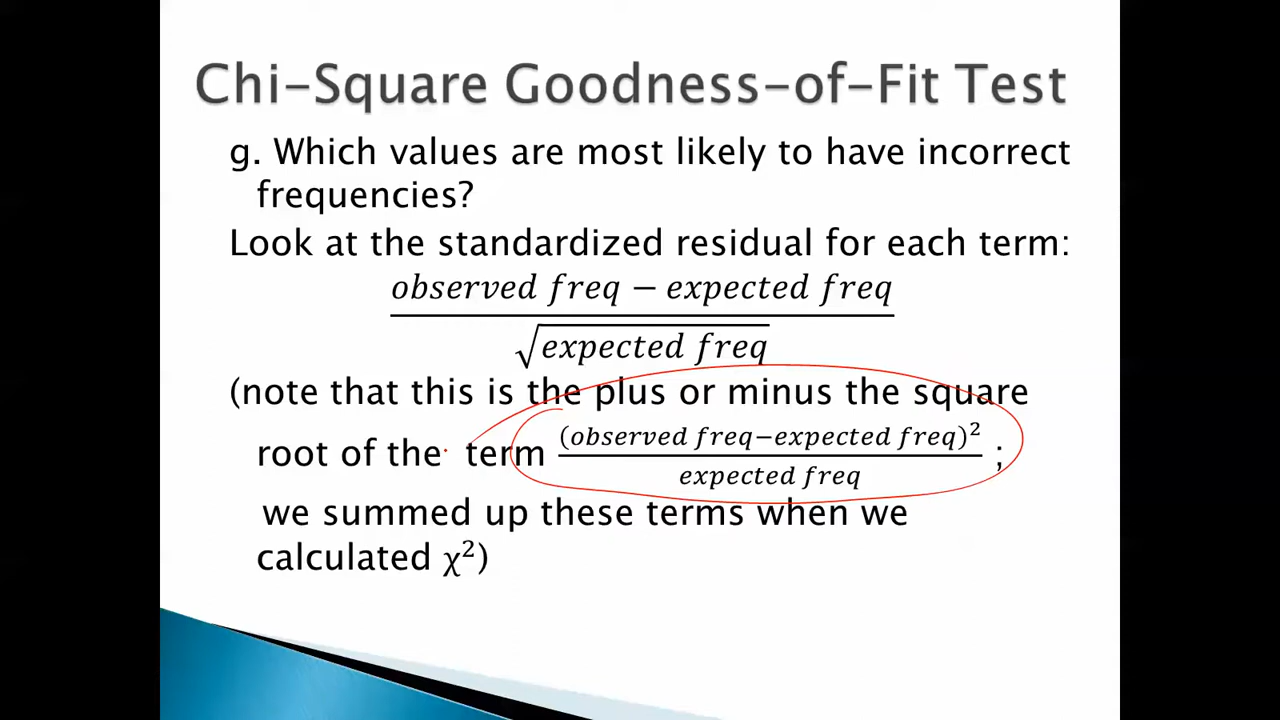 Chi-Square Goodness-of-Fit Test
g. Which values are most likely to have incorrect
frequencies?
Look at the standardized residual for each term:
observed freq − expected freq
√expected freq
(note that this is the plus or minus the square
root of the term (observed freq−expected freq)² / expected freq ;
we summed up these terms when we
calculated χ²)